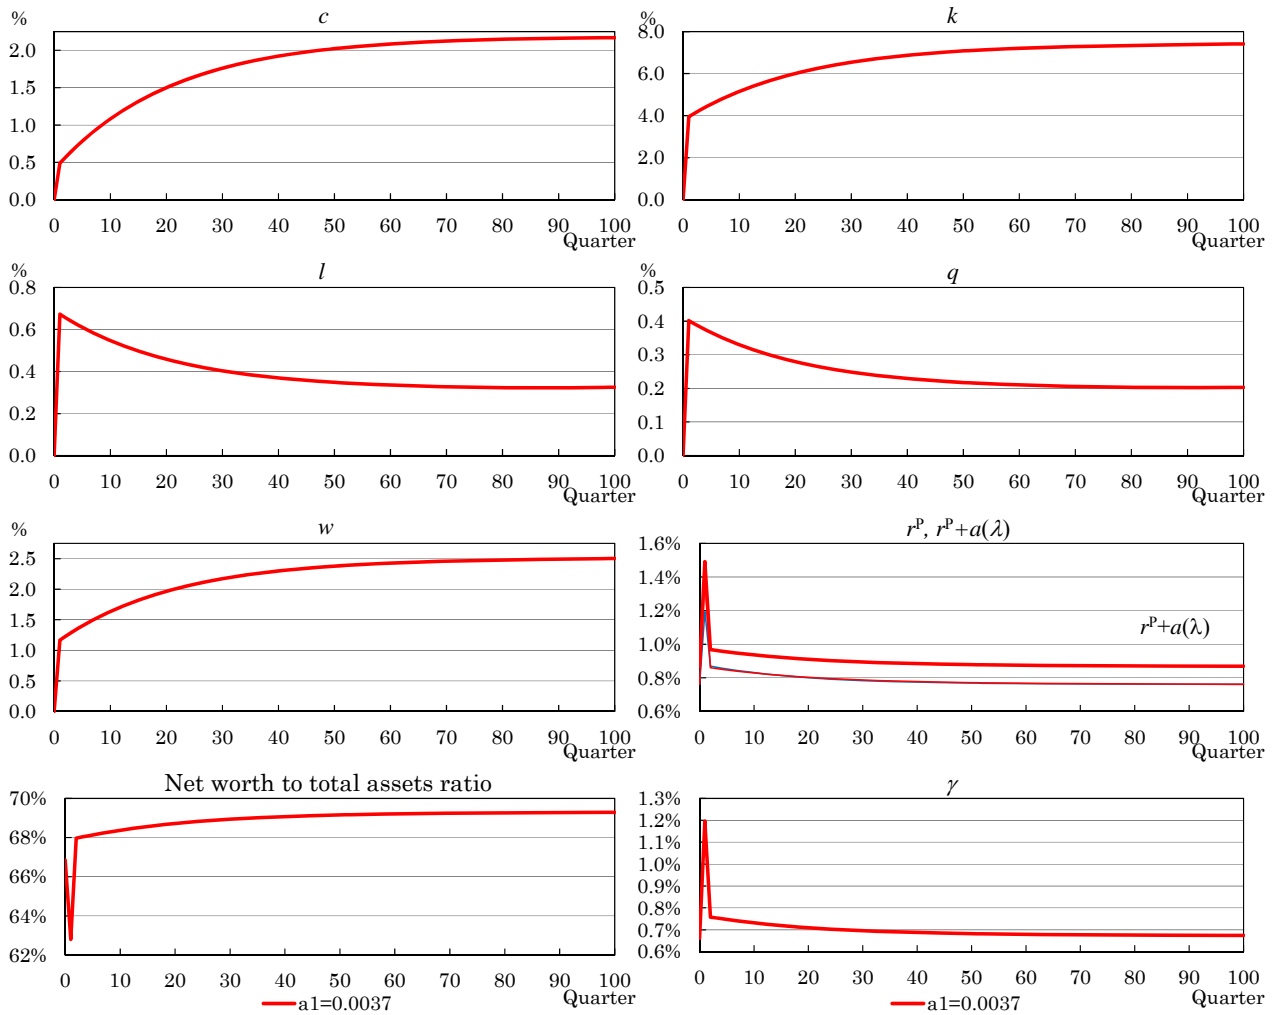 % c
2.0
1.5
1.0
0.5
0.0
0 10 20 30 40 50 60 70 80 90 100
Quarter
% k
8.0
6.0
4.0
2.0
0.0
0 10 20 30 40 50 60 70 80 90 100
Quarter
% l
0.8
0.6
0.4
0.2
0.0
0 10 20 30 40 50 60 70 80 90 100
Quarter
% q
0.5
0.4
0.3
0.2
0.1
0.0
0 10 20 30 40 50 60 70 80 90 100
Quarter
% w
2.5
2.0
1.5
1.0
0.5
0.0
0 10 20 30 40 50 60 70 80 90 100
Quarter
rᴾ, rᴾ+a(λ)
1.6%
1.4%
1.2%
1.0%
0.8%
0.6%
rᴾ+a(λ)
0 10 20 30 40 50 60 70 80 90 100
Quarter
Net worth to total assets ratio
70%
68%
66%
64%
62%
0 10 20 30 40 50 60 70 80 90 100
Quarter
a1=0.0037
γ
1.3%
1.2%
1.1%
1.0%
0.9%
0.8%
0.7%
0.6%
0 10 20 30 40 50 60 70 80 90 100
Quarter
a1=0.0037